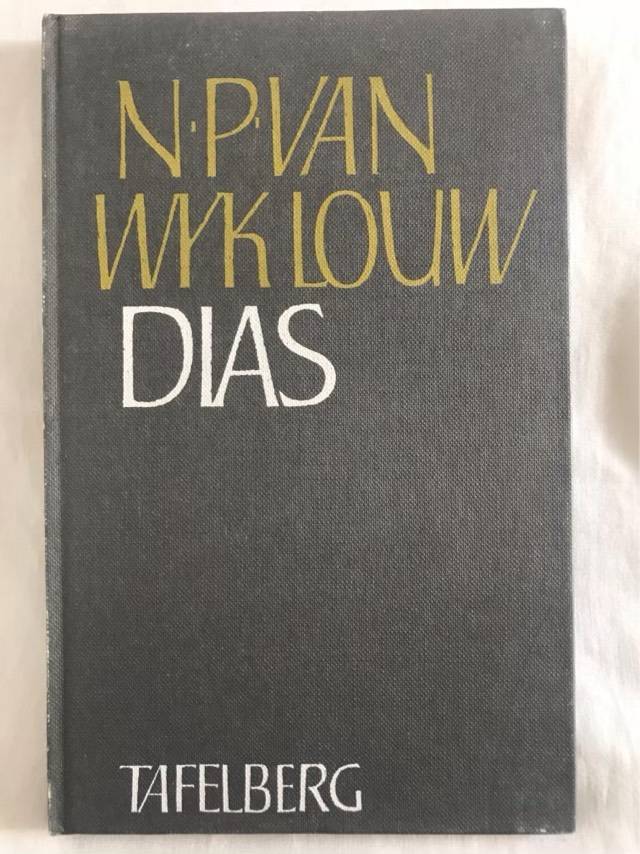 N·P·VAN
WYK LOUW
DIAS
TAFELBERG